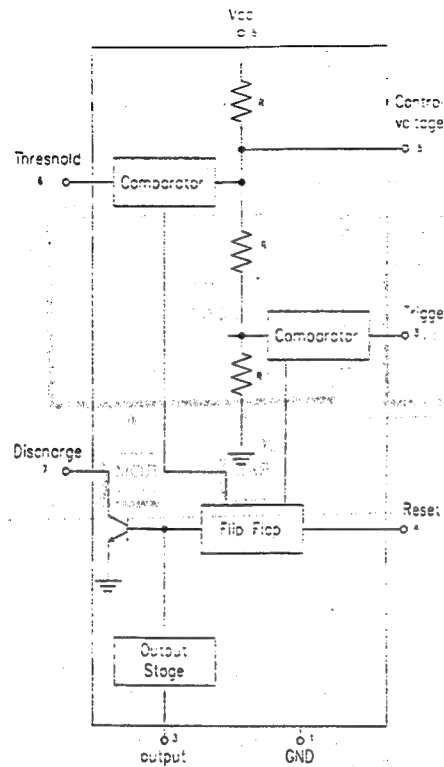 Vcc
Control
voltage
5
Threshold
6
Comparator
R
R
Comparator
Trigge
R
Discharge
7
Flip Flop
Reset
4
Output
Stage
3
output
1
GND